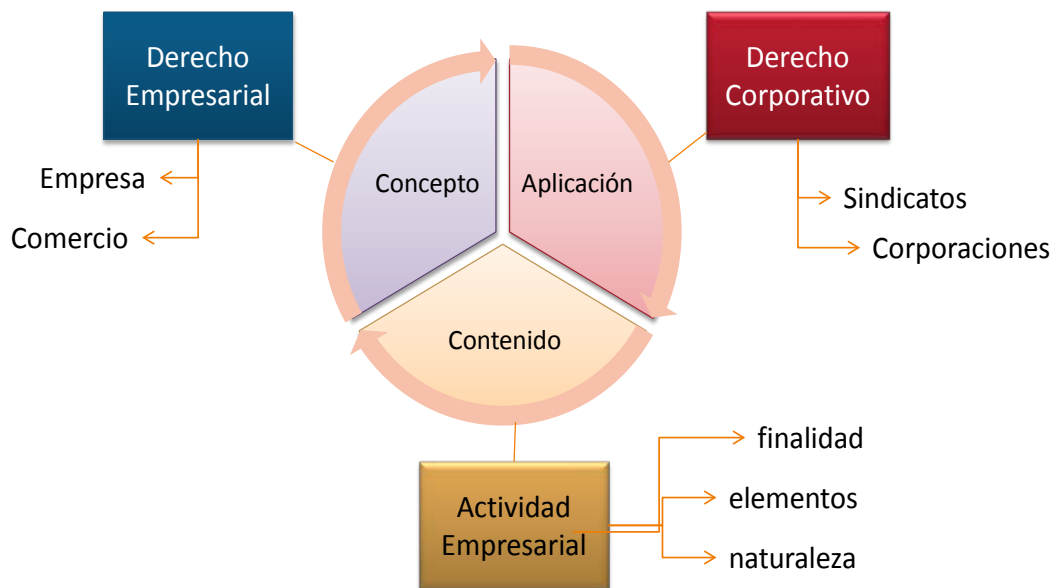 Derecho
Empresarial
Empresa
Comercio
Concepto
Aplicación
Contenido
Derecho
Corporativo
Sindicatos
Corporaciones
Actividad
Empresarial
finalidad
elementos
naturaleza